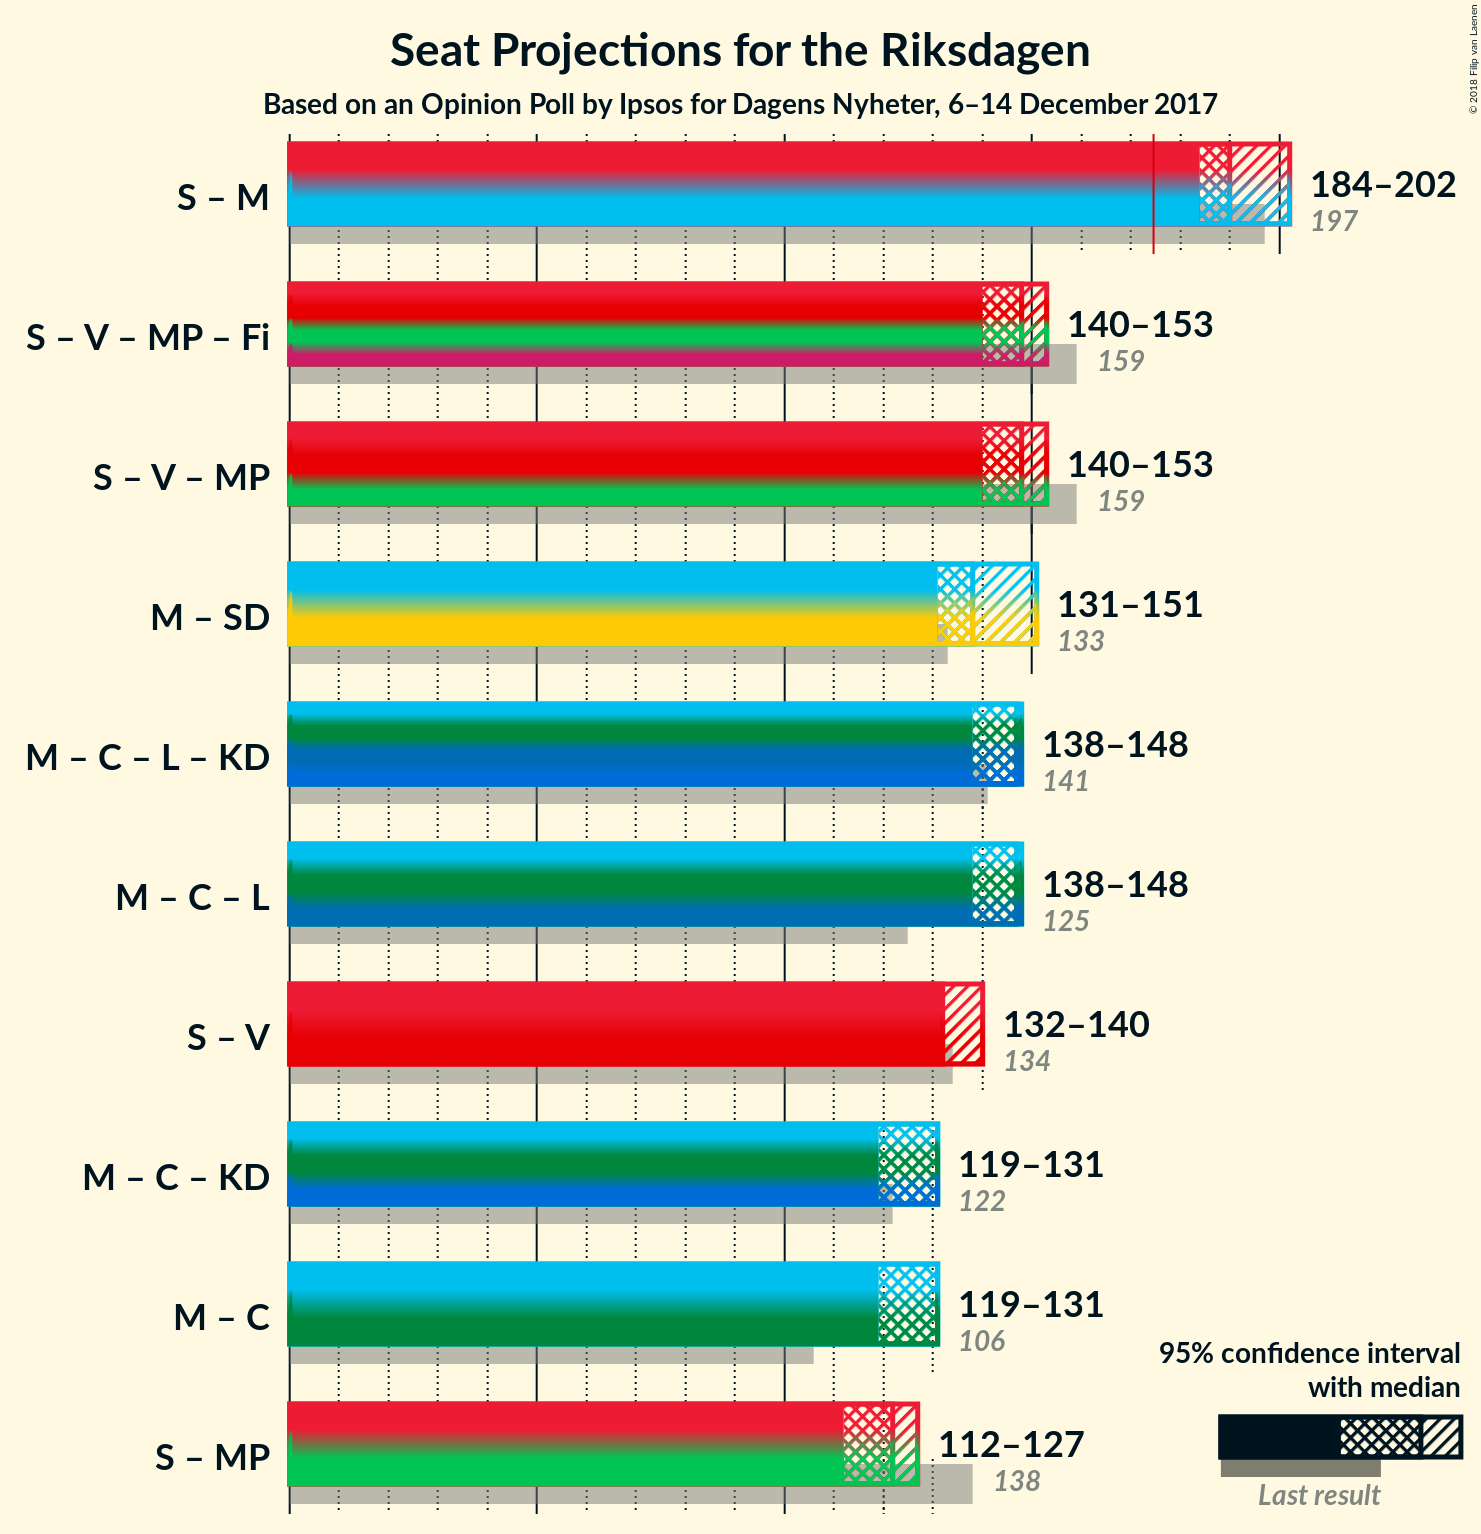 Seat Projections for the Riksdagen
Based on an Opinion Poll by Ipsos for Dagens Nyheter, 6–14 December 2017
© 2018 Filip van Laenen
S – M
184–202
197
S – V – MP – Fi
140–153
159
S – V – MP
140–153
159
M – SD
131–151
133
M – C – L – KD
138–148
141
M – C – L
138–148
125
S – V
132–140
134
M – C – KD
119–131
122
M – C
119–131
106
S – MP
112–127
138
95% confidence interval
with median
Last result